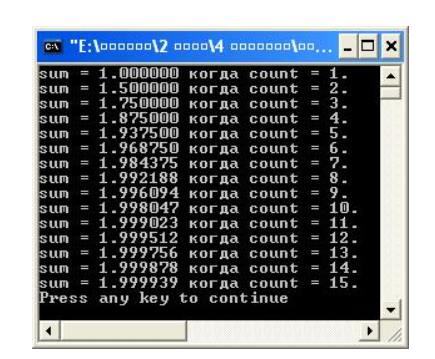 "E:\□□□□□□\2 □□□□\4 □□□□□□□\□□...
sum = 1.000000 когда count = 1.
sum = 1.500000 когда count = 2.
sum = 1.750000 когда count = 3.
sum = 1.875000 когда count = 4.
sum = 1.937500 когда count = 5.
sum = 1.968750 когда count = 6.
sum = 1.984375 когда count = 7.
sum = 1.992188 когда count = 8.
sum = 1.996094 когда count = 9.
sum = 1.998047 когда count = 10.
sum = 1.999023 когда count = 11.
sum = 1.999512 когда count = 12.
sum = 1.999756 когда count = 13.
sum = 1.999878 когда count = 14.
sum = 1.999939 когда count = 15.
Press any key to continue